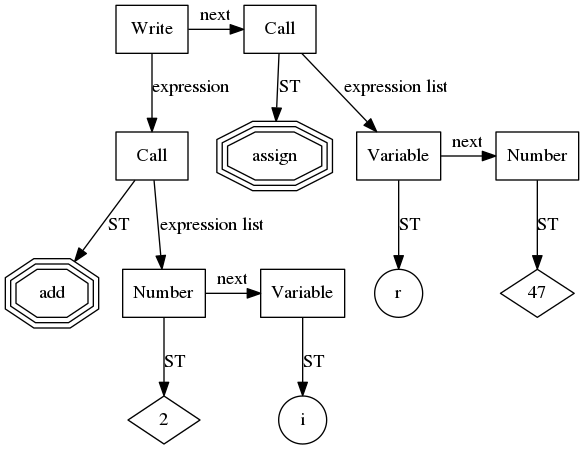 Write
next
Call
expression
ST
expression list
Call
assign
Variable
next
Number
ST
expression list
ST
ST
add
Number
next
Variable
r
47
ST
ST
2
i